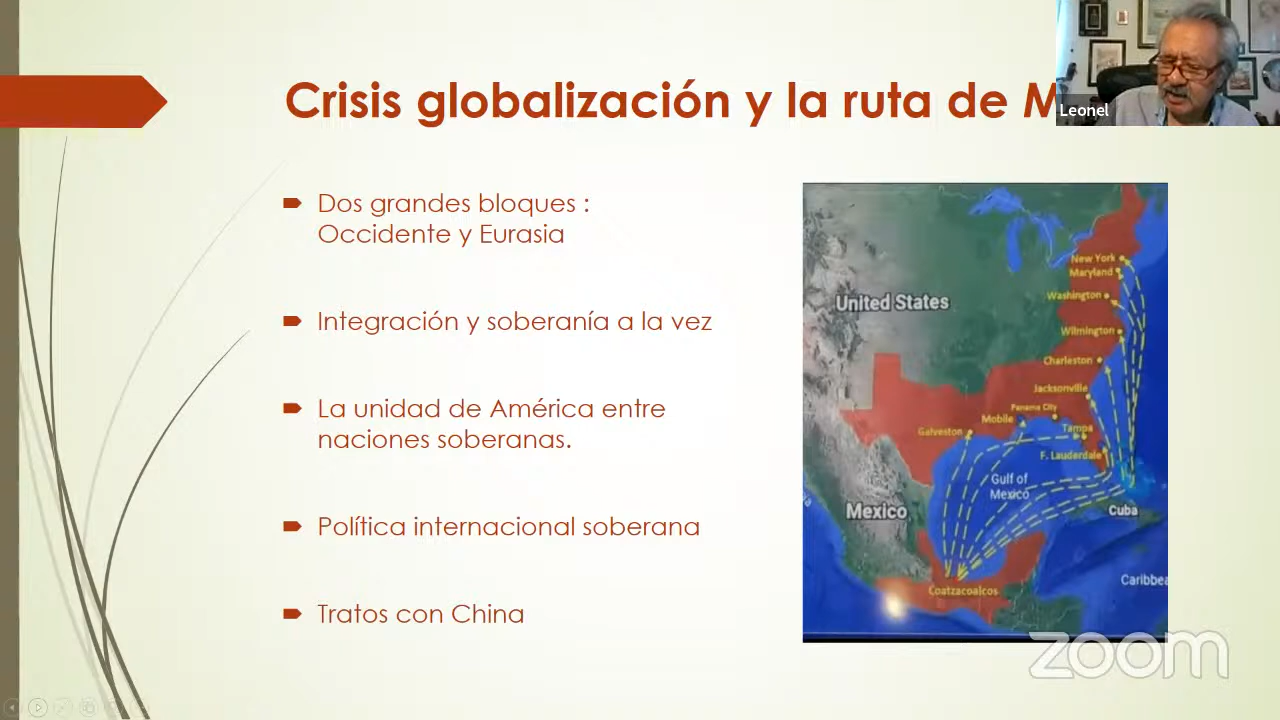 Crisis globalización y la ruta de M
Leonel
Dos grandes bloques :
Occidente y Eurasia
Integración y soberanía a la vez
La unidad de América entre
naciones soberanas.
Política internacional soberana
Tratos con China
New York
Maryland
United States
Washington
Wilmington
Charleston
Jacksonville
Panama City
Mobile
Tampa
Galveston
F. Lauderdale
Gulf of
Mexico
Mexico
Cuba
Caribbea
Coatzacoalcos
zoom